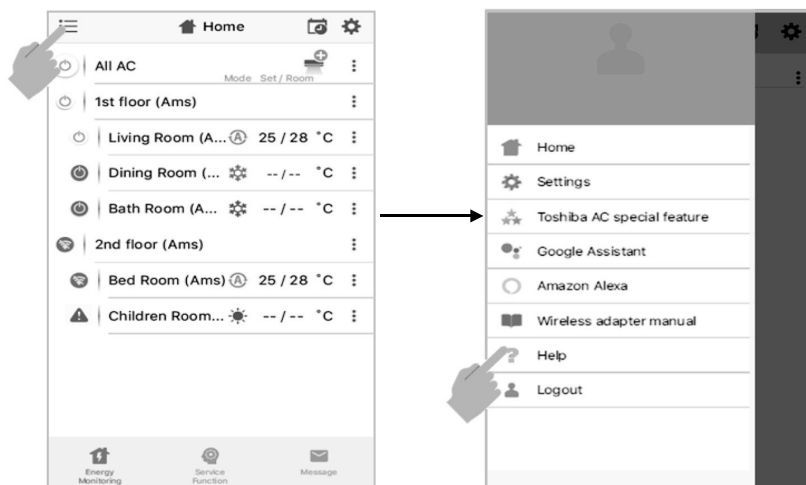 Home
All AC
Mode Set / Room
1st floor (Ams)
Living Room (A... A 25 / 28 °C
Dining Room (... -- / -- °C
Bath Room (A... -- / -- °C
2nd floor (Ams)
Bed Room (Ams) A 25 / 28 °C
Children Room... -- / -- °C
Energy Monitoring
Service Function
Message
Home
Settings
Toshiba AC special feature
Google Assistant
Amazon Alexa
Wireless adapter manual
? Help
Logout